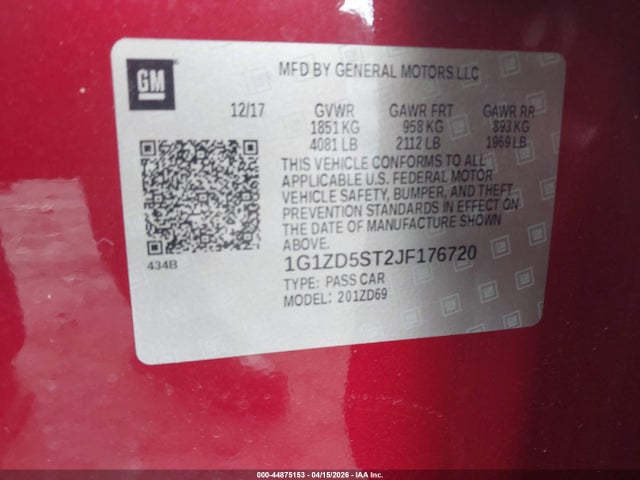 GM
MFD BY GENERAL MOTORS LLC
12/17 GVWR GAWR FRT GAWR RR
1851 KG 958 KG 893 KG
4081 LB 2112 LB 1969 LB
THIS VEHICLE CONFORMS TO ALL
APPLICABLE U.S. FEDERAL MOTOR
VEHICLE SAFETY, BUMPER, AND THEFT
PREVENTION STANDARDS IN EFFECT ON
THE DATE OF MANUFACTURE SHOWN
ABOVE.
434B 1G1ZD5ST2JF176720
TYPE: PASS CAR
MODEL: 201ZD69
000-44875153 - 04/15/2026 - IAA Inc.